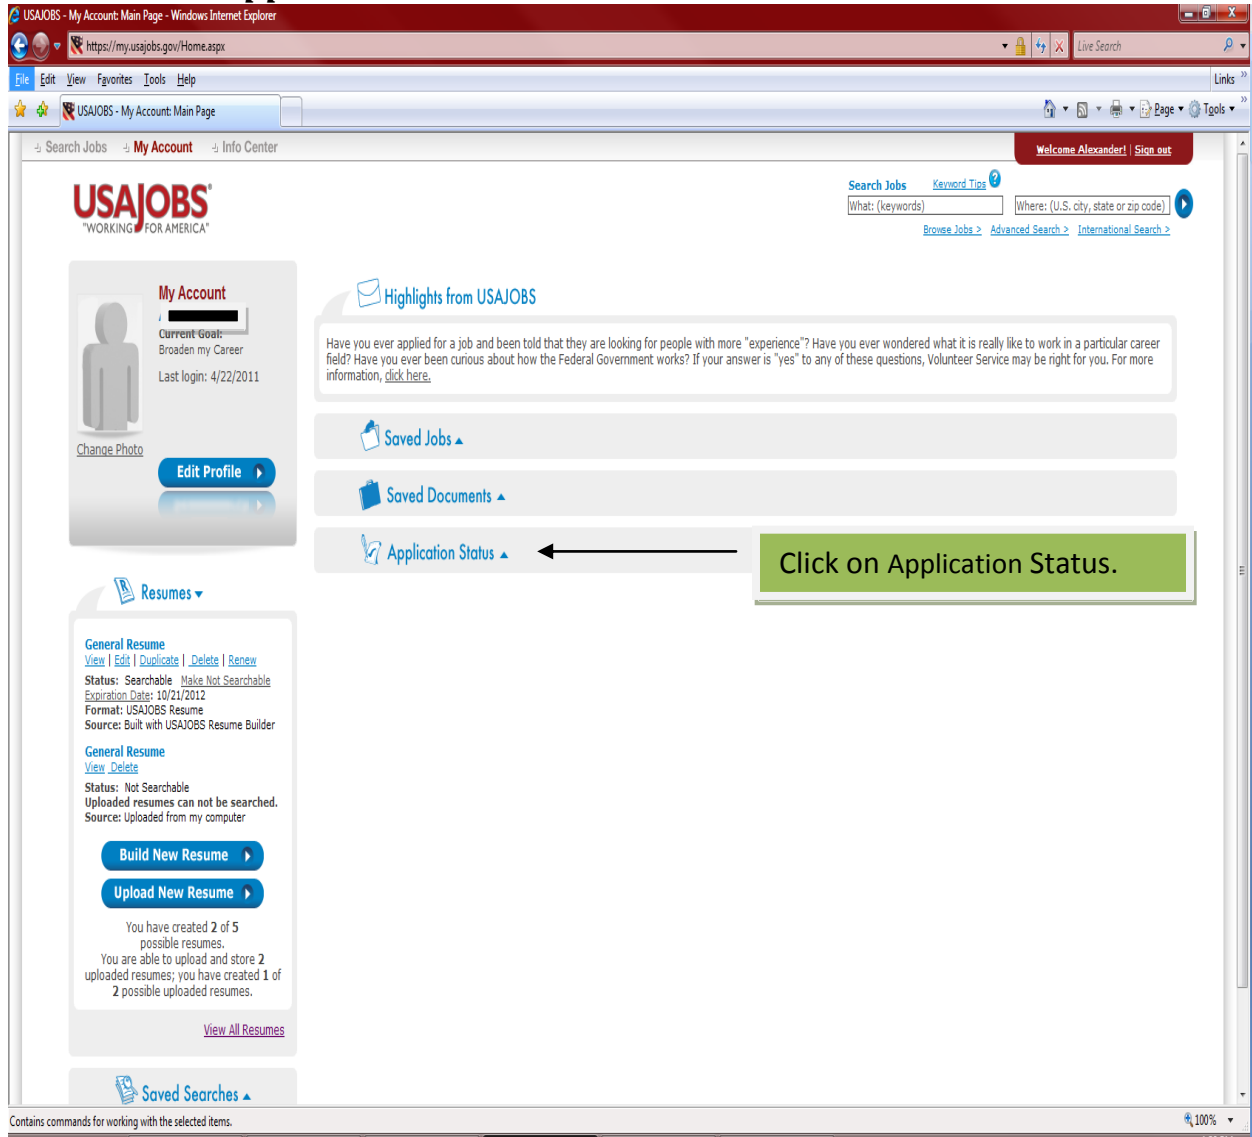 USAJOBS - My Account: Main Page - Windows Internet Explorer
https://my.usajobs.gov/Home.aspx
Live Search
File Edit View Favorites Tools Help
Links »
USAJOBS - My Account: Main Page
Page Tools »
Search Jobs My Account Info Center
Welcome Alexander! | Sign out
USAJOBS®
"WORKING FOR AMERICA"
Search Jobs Keyword Tips ?
What: (keywords) Where: (U.S. city, state or zip code)
Browse Jobs > Advanced Search > International Search >
My Account
Current Goal:
Broaden my Career
Last login: 4/22/2011
Change Photo
Edit Profile
Highlights from USAJOBS
Have you ever applied for a job and been told that they are looking for people with more "experience"? Have you ever wondered what it is really like to work in a particular career
field? Have you ever been curious about how the Federal Government works? If your answer is "yes" to any of these questions, Volunteer Service may be right for you. For more
information, click here.
Saved Jobs
Saved Documents
Application Status
Click on Application Status.
Resumes
General Resume
View | Edit | Duplicate | Delete | Renew
Status: Searchable Make Not Searchable
Expiration Date: 10/21/2012
Format: USAJOBS Resume
Source: Built with USAJOBS Resume Builder
General Resume
View Delete
Status: Not Searchable
Uploaded resumes can not be searched.
Source: Uploaded from my computer
Build New Resume
Upload New Resume
You have created 2 of 5
possible resumes.
You are able to upload and store 2
uploaded resumes; you have created 1 of
2 possible uploaded resumes.
View All Resumes
Saved Searches
Contains commands for working with the selected items.
100%